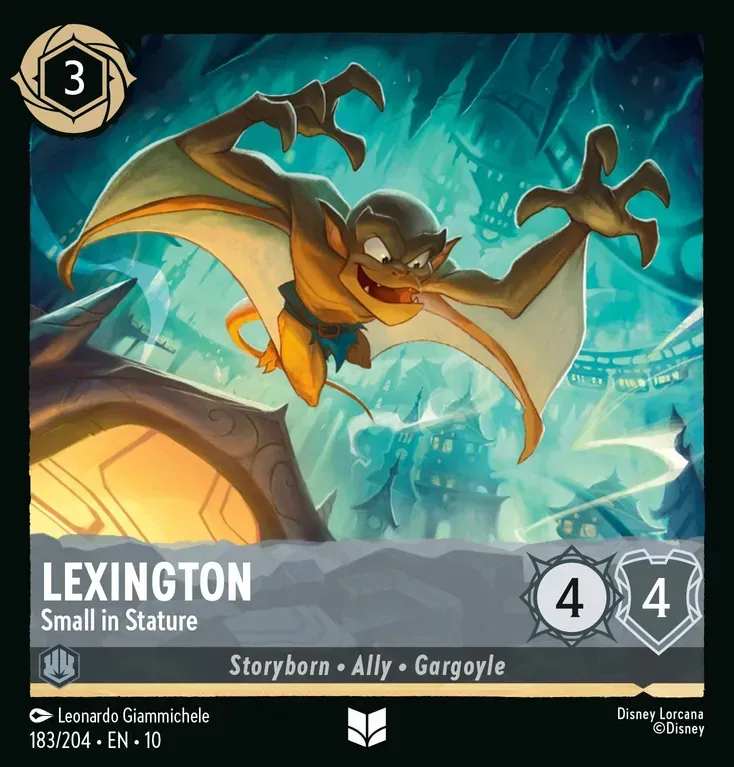 3
LEXINGTON
Small in Stature
4
4
Storyborn • Ally • Gargoyle
Leonardo Giammichele
183/204 • EN • 10
Disney Lorcana
©Disney